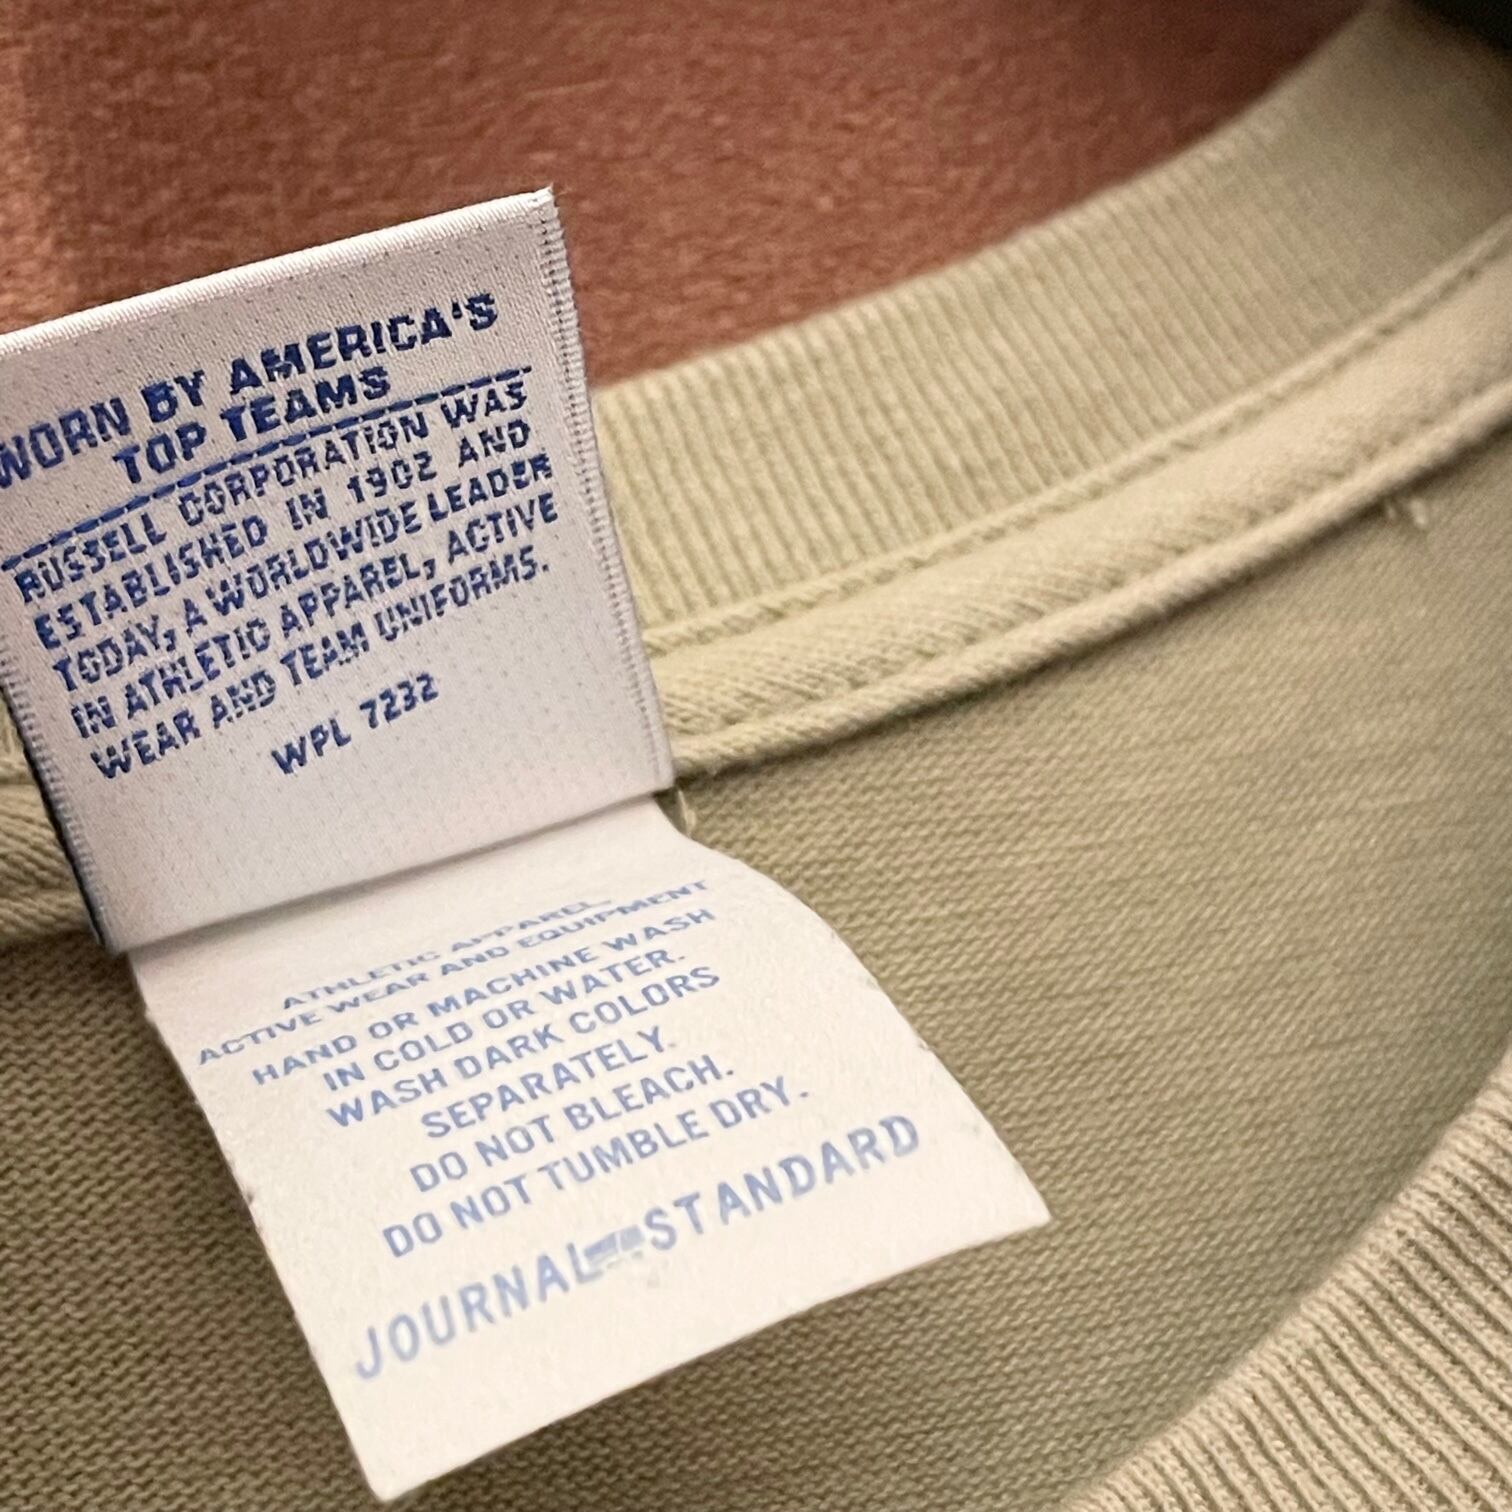 WORN BY AMERICA'S
TOP TEAMS
RUSSELL CORPORATION WAS
ESTABLISHED IN 1902 AND
TODAY, A WORLDWIDE LEADER
IN ATHLETIC APPAREL, ACTIVE
WEAR AND TEAM UNIFORMS.
WPL 7232
ATHLETIC APPAREL,
ACTIVE WEAR AND EQUIPMENT
HAND OR MACHINE WASH
IN COLD OR WATER.
WASH DARK COLORS
SEPARATELY.
DO NOT BLEACH.
DO NOT TUMBLE DRY.
JOURNAL STANDARD